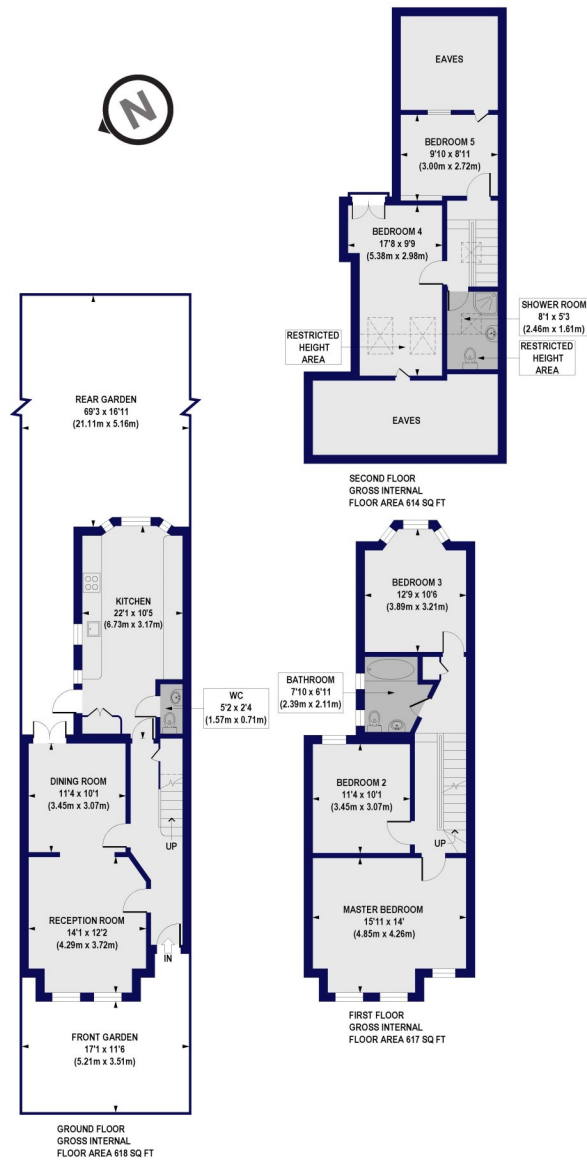 N
EAVES
BEDROOM 5
9'10 x 8'11
(3.00m x 2.72m)
BEDROOM 4
17'8 x 9'9
(5.38m x 2.98m)
SHOWER ROOM
8'1 x 5'3
(2.46m x 1.61m)
RESTRICTED
HEIGHT
AREA
RESTRICTED
HEIGHT
AREA
EAVES
SECOND FLOOR
GROSS INTERNAL
FLOOR AREA 614 SQ FT
REAR GARDEN
69'3 x 16'11
(21.11m x 5.16m)
KITCHEN
22'1 x 10'5
(6.73m x 3.17m)
WC
5'2 x 2'4
(1.57m x 0.71m)
DINING ROOM
11'4 x 10'1
(3.45m x 3.07m)
UP
RECEPTION ROOM
14'1 x 12'2
(4.29m x 3.72m)
IN
FRONT GARDEN
17'1 x 11'6
(5.21m x 3.51m)
GROUND FLOOR
GROSS INTERNAL
FLOOR AREA 618 SQ FT
BEDROOM 3
12'9 x 10'6
(3.89m x 3.21m)
BATHROOM
7'10 x 6'11
(2.39m x 2.11m)
BEDROOM 2
11'4 x 10'1
(3.45m x 3.07m)
UP
MASTER BEDROOM
15'11 x 14'
(4.85m x 4.26m)
FIRST FLOOR
GROSS INTERNAL
FLOOR AREA 617 SQ FT